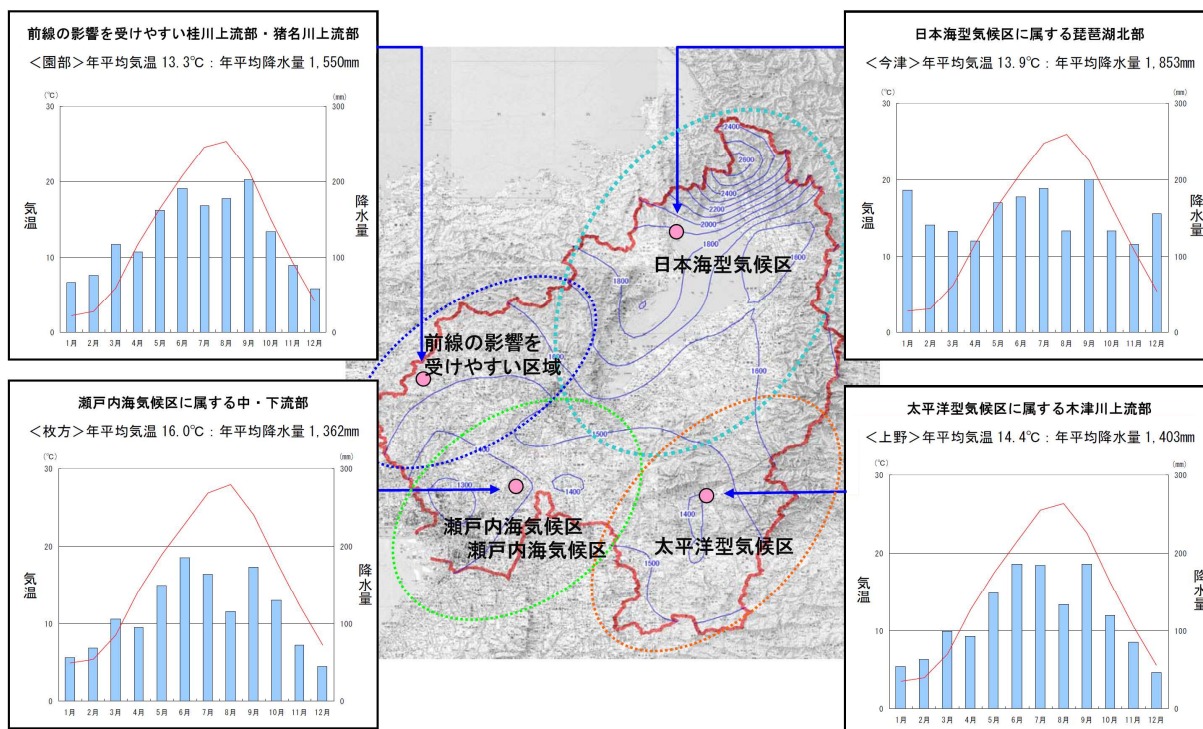 前線の影響を受けやすい桂川上流部・猪名川上流部
＜園部＞年平均気温 13.3℃：年平均降水量 1,550mm
(℃)
(mm)
30
20
10
0
300
200
100
0
気温
降水量
1月 2月 3月 4月 5月 6月 7月 8月 9月 10月 11月 12月
日本海型気候区に属する琵琶湖北部
＜今津＞年平均気温 13.9℃：年平均降水量 1,853mm
(℃)
(mm)
30
20
10
0
300
200
100
0
気温
降水量
1月 2月 3月 4月 5月 6月 7月 8月 9月 10月 11月 12月
2400
2600
2400
2200
2000
1800
1600
1800
日本海型気候区
前線の影響を
受けやすい区域
1600
1500
1300
1400
1400
1500
瀬戸内海気候区
瀬戸内海気候区
太平洋型気候区
瀬戸内海気候区に属する中・下流部
＜枚方＞年平均気温 16.0℃：年平均降水量 1,362mm
(℃)
(mm)
30
20
10
0
300
200
100
0
気温
降水量
1月 2月 3月 4月 5月 6月 7月 8月 9月 10月 11月 12月
太平洋型気候区に属する木津川上流部
＜上野＞年平均気温 14.4℃：年平均降水量 1,403mm
(℃)
(mm)
30
20
10
0
300
200
100
0
気温
降水量
1月 2月 3月 4月 5月 6月 7月 8月 9月 10月 11月 12月